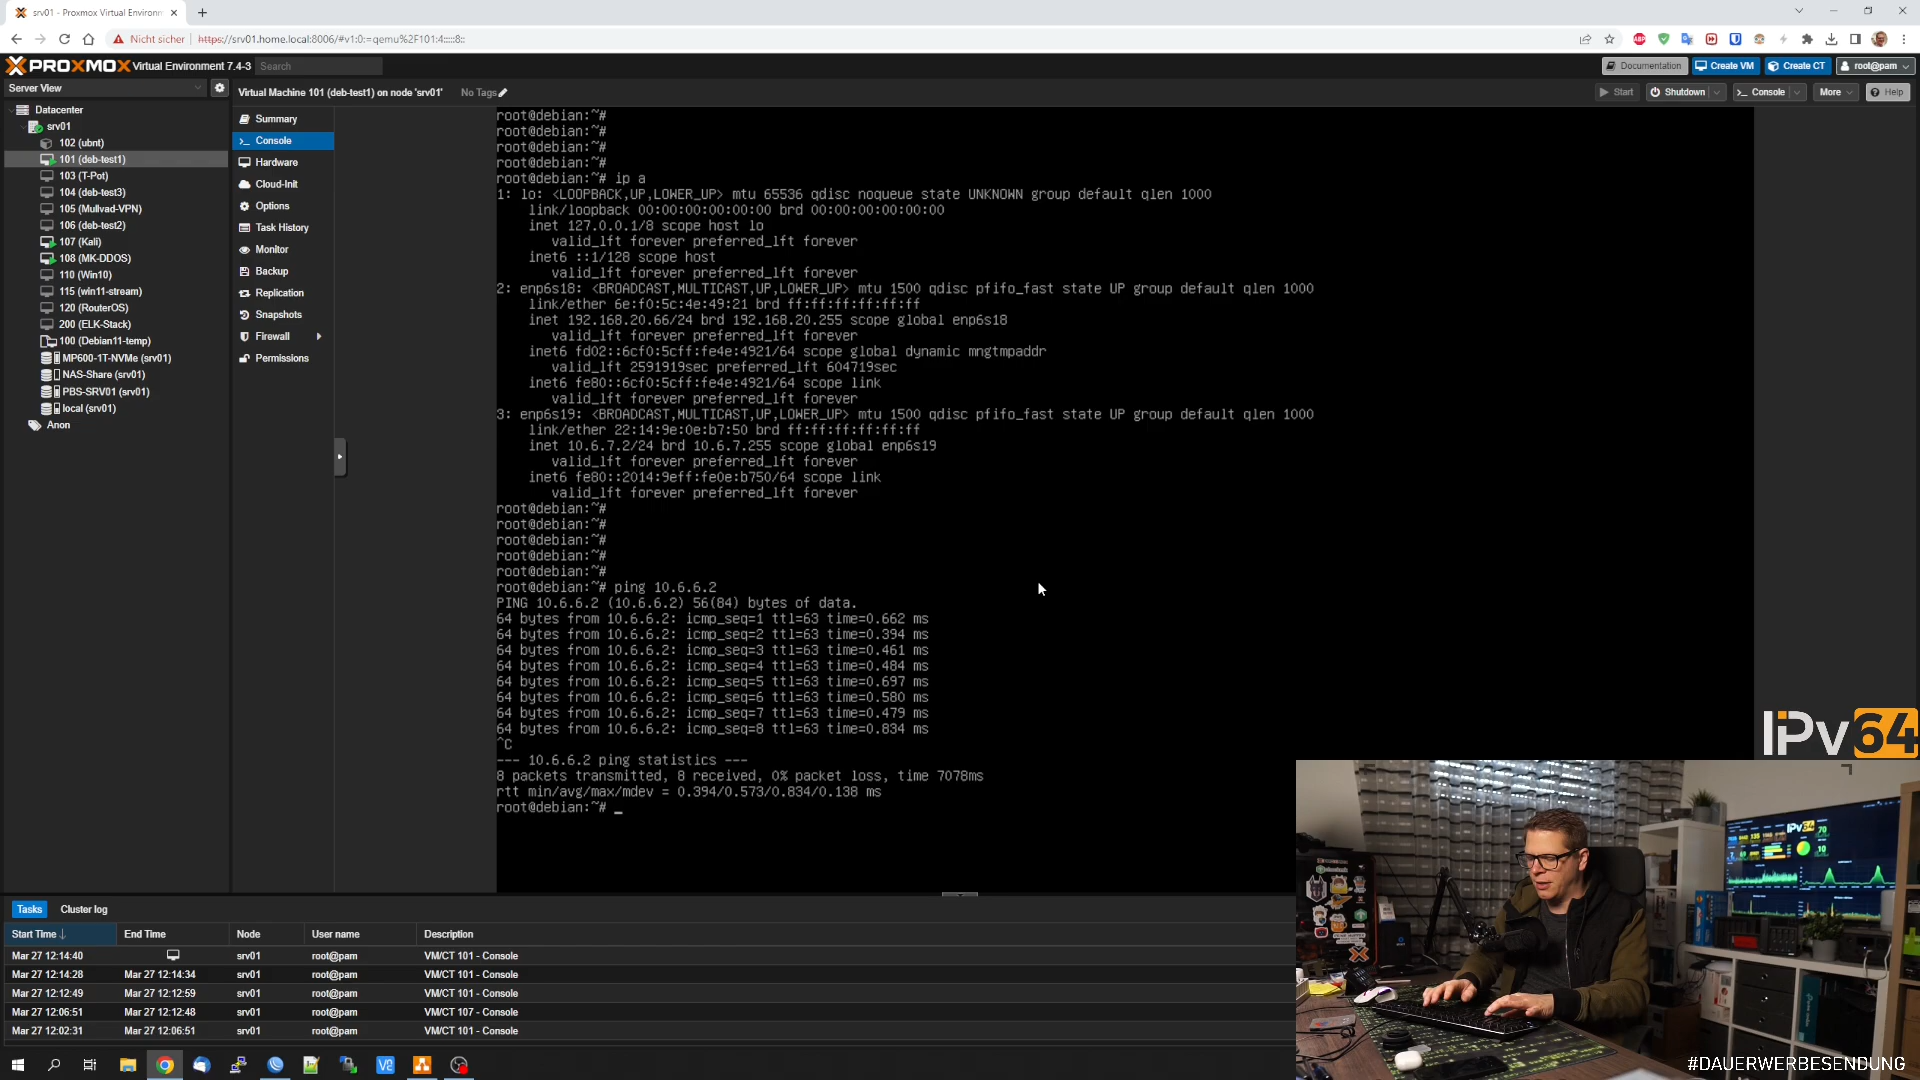 srv01 - Proxmox Virtual Environm
Nicht sicher
https://srv01.home.local:8006/#v1:0:=qemu%2F101:4:::::8::
PROXMOX Virtual Environment 7.4-3
Search
Documentation
Create VM
Create CT
root@pam
Server View
Virtual Machine 101 (deb-test1) on node 'srv01'
No Tags
Start
Shutdown
Console
More
Help
Datacenter
srv01
102 (ubnt)
101 (deb-test1)
103 (T-Pot)
104 (deb-test3)
105 (Mullvad-VPN)
106 (deb-test2)
107 (Kali)
108 (MK-DDOS)
110 (Win10)
115 (win11-stream)
120 (RouterOS)
200 (ELK-Stack)
100 (Debian11-temp)
MP600-1T-NVMe (srv01)
NAS-Share (srv01)
PBS-SRV01 (srv01)
local (srv01)
Anon
Summary
Console
Hardware
Cloud-Init
Options
Task History
Monitor
Backup
Replication
Snapshots
Firewall
Permissions
root@debian:~#
root@debian:~#
root@debian:~#
root@debian:~#
root@debian:~# ip a
1: lo: <LOOPBACK,UP,LOWER_UP> mtu 65536 qdisc noqueue state UNKNOWN group default qlen 1000
link/loopback 00:00:00:00:00:00 brd 00:00:00:00:00:00
inet 127.0.0.1/8 scope host lo
valid_lft forever preferred_lft forever
inet6 ::1/128 scope host
valid_lft forever preferred_lft forever
2: enp6s18: <BROADCAST,MULTICAST,UP,LOWER_UP> mtu 1500 qdisc pfifo_fast state UP group default qlen 1000
link/ether 6e:f0:5c:4e:49:21 brd ff:ff:ff:ff:ff:ff
inet 192.168.20.66/24 brd 192.168.20.255 scope global enp6s18
valid_lft forever preferred_lft forever
inet6 fd02::6cf0:5cff:fe4e:4921/64 scope global dynamic mngtmpaddr
valid_lft 2591919sec preferred_lft 604719sec
inet6 fe80::6cf0:5cff:fe4e:4921/64 scope link
valid_lft forever preferred_lft forever
3: enp6s19: <BROADCAST,MULTICAST,UP,LOWER_UP> mtu 1500 qdisc pfifo_fast state UP group default qlen 1000
link/ether 22:14:9e:0e:b7:50 brd ff:ff:ff:ff:ff:ff
inet 10.6.7.2/24 brd 10.6.7.255 scope global enp6s19
valid_lft forever preferred_lft forever
inet6 fe80::2014:9eff:fe0e:b750/64 scope link
valid_lft forever preferred_lft forever
root@debian:~#
root@debian:~#
root@debian:~#
root@debian:~#
root@debian:~#
root@debian:~# ping 10.6.6.2
PING 10.6.6.2 (10.6.6.2) 56(84) bytes of data.
64 bytes from 10.6.6.2: icmp_seq=1 ttl=63 time=0.662 ms
64 bytes from 10.6.6.2: icmp_seq=2 ttl=63 time=0.394 ms
64 bytes from 10.6.6.2: icmp_seq=3 ttl=63 time=0.461 ms
64 bytes from 10.6.6.2: icmp_seq=4 ttl=63 time=0.484 ms
64 bytes from 10.6.6.2: icmp_seq=5 ttl=63 time=0.697 ms
64 bytes from 10.6.6.2: icmp_seq=6 ttl=63 time=0.580 ms
64 bytes from 10.6.6.2: icmp_seq=7 ttl=63 time=0.479 ms
64 bytes from 10.6.6.2: icmp_seq=8 ttl=63 time=0.834 ms
^C
--- 10.6.6.2 ping statistics ---
8 packets transmitted, 8 received, 0% packet loss, time 7078ms
rtt min/avg/max/mdev = 0.394/0.573/0.834/0.138 ms
root@debian:~# _
IPv64
IPv64
Tasks
Cluster log
Start Time
End Time
Node
User name
Description
Mar 27 12:14:40
srv01
root@pam
VM/CT 101 - Console
Mar 27 12:14:28
Mar 27 12:14:34
srv01
root@pam
VM/CT 101 - Console
Mar 27 12:12:49
Mar 27 12:12:59
srv01
root@pam
VM/CT 101 - Console
Mar 27 12:06:51
Mar 27 12:12:48
srv01
root@pam
VM/CT 107 - Console
Mar 27 12:02:31
Mar 27 12:06:51
srv01
root@pam
VM/CT 101 - Console
#DAUERWERBESENDUNG